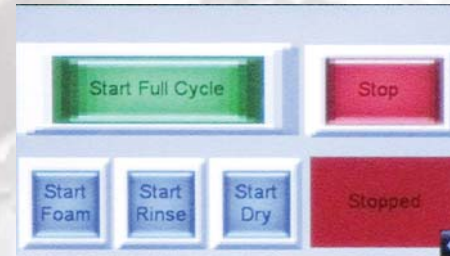 Start Full Cycle
Stop
Start
Foam
Start
Rinse
Start
Dry
Stopped